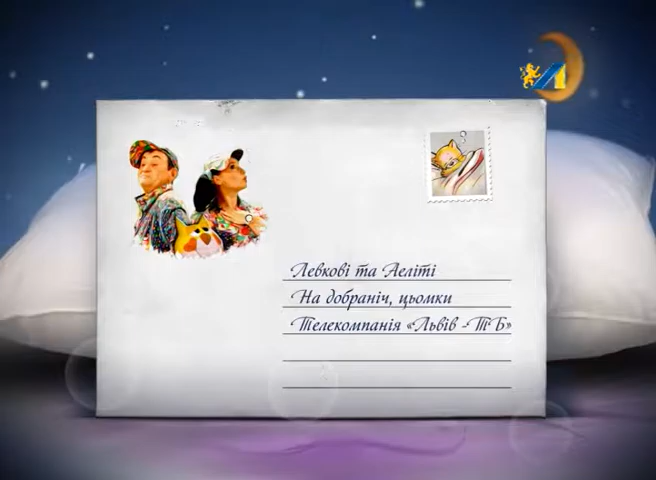 Левкові та Аеліті
На добраніч, цьомки
Телекомпанія «Львів -ТБ»